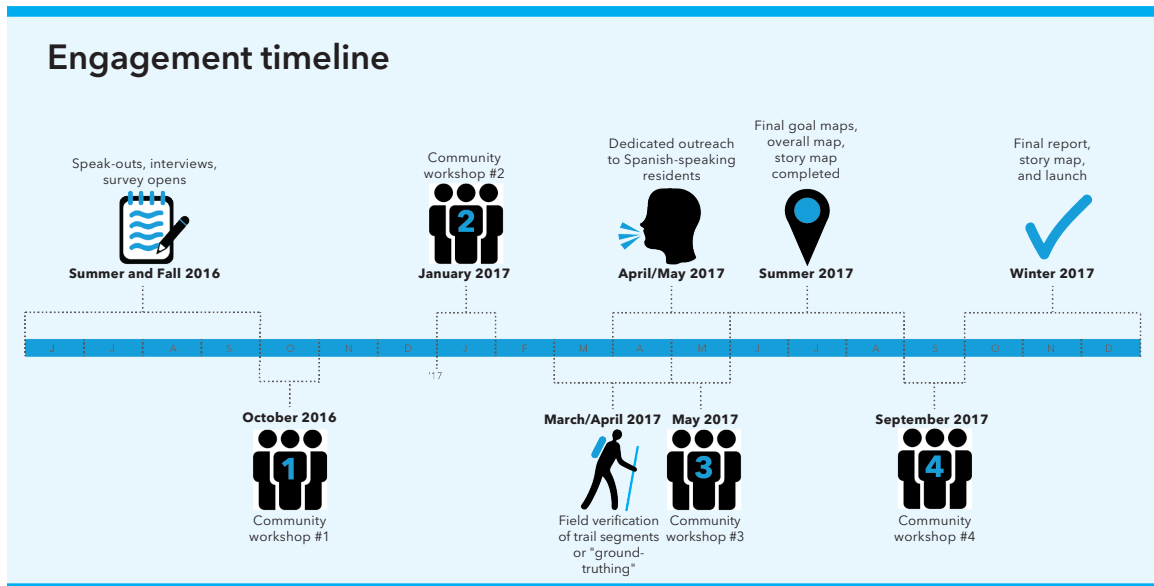 Engagement timeline
Speak-outs, interviews,
survey opens
Summer and Fall 2016
Community
workshop #2
2
January 2017
Dedicated outreach
to Spanish-speaking
residents
April/May 2017
Final goal maps,
overall map,
story map
completed
Summer 2017
Final report,
story map,
and launch
Winter 2017
J J A S O N D J F M A M J J A S O N D
'17
October 2016
1
Community
workshop #1
March/April 2017
Field verification
of trail segments
or "ground-
truthing"
May 2017
3
Community
workshop #3
September 2017
4
Community
workshop #4